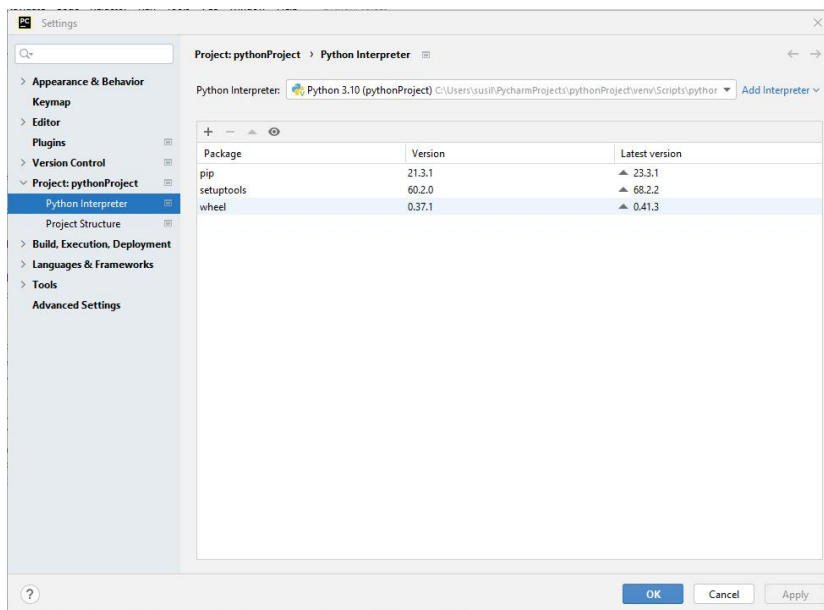 PC Settings
Project: pythonProject › Python Interpreter
Python Interpreter: Python 3.10 (pythonProject) C:\Users\susil\PycharmProjects\pythonProject\venv\Scripts\pythor Add Interpreter
Appearance & Behavior
Keymap
Editor
Plugins
Version Control
Project: pythonProject
Python Interpreter
Project Structure
Build, Execution, Deployment
Languages & Frameworks
Tools
Advanced Settings
Package Version Latest version
pip 21.3.1 23.3.1
setuptools 60.2.0 68.2.2
wheel 0.37.1 0.41.3
? OK Cancel Apply